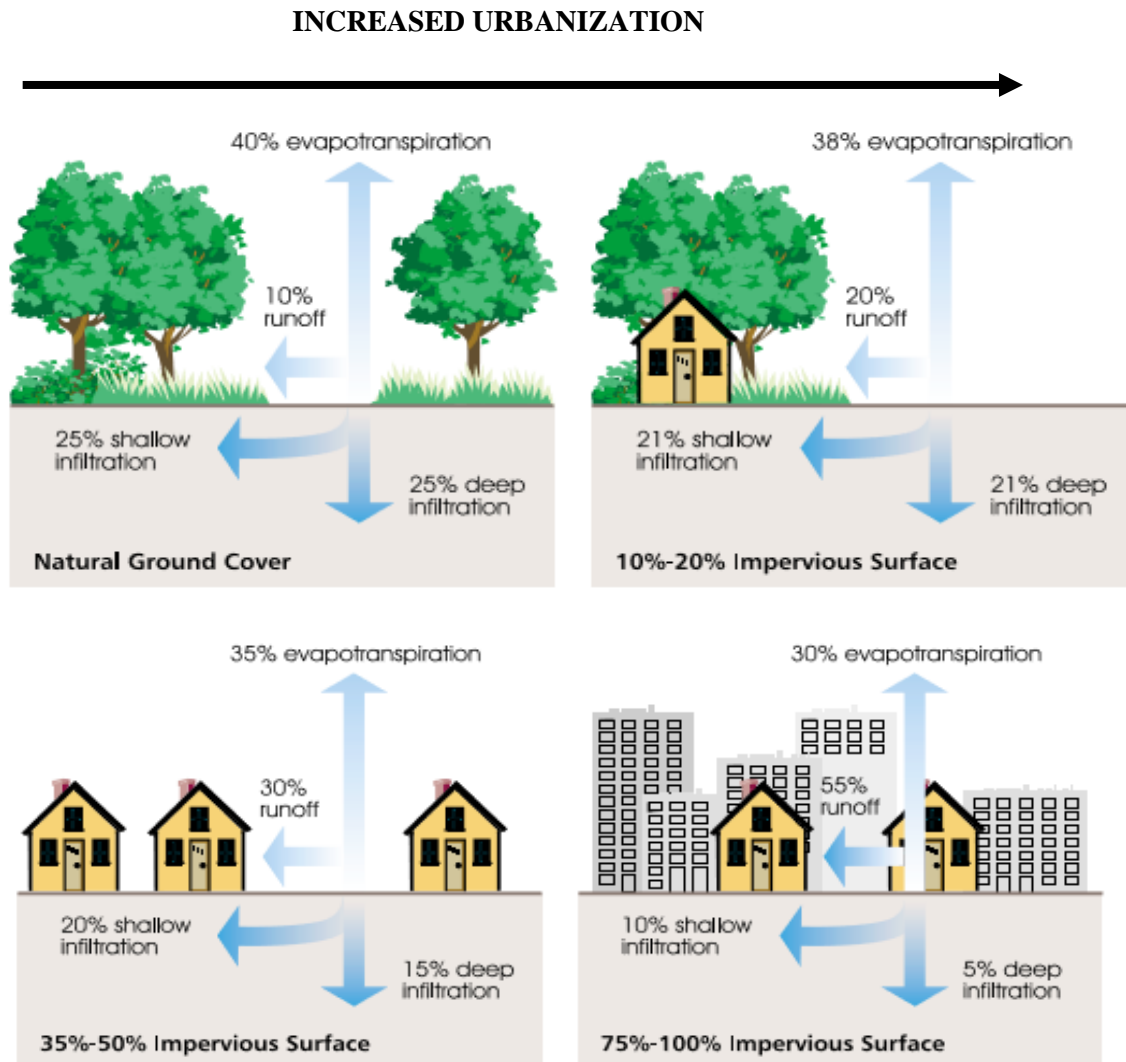 INCREASED URBANIZATION
40% evapotranspiration
10%
runoff
25% shallow
infiltration
25% deep
infiltration
Natural Ground Cover
38% evapotranspiration
20%
runoff
21% shallow
infiltration
21% deep
infiltration
10%-20% Impervious Surface
35% evapotranspiration
30%
runoff
20% shallow
infiltration
15% deep
infiltration
35%-50% Impervious Surface
30% evapotranspiration
55%
runoff
10% shallow
infiltration
5% deep
infiltration
75%-100% Impervious Surface